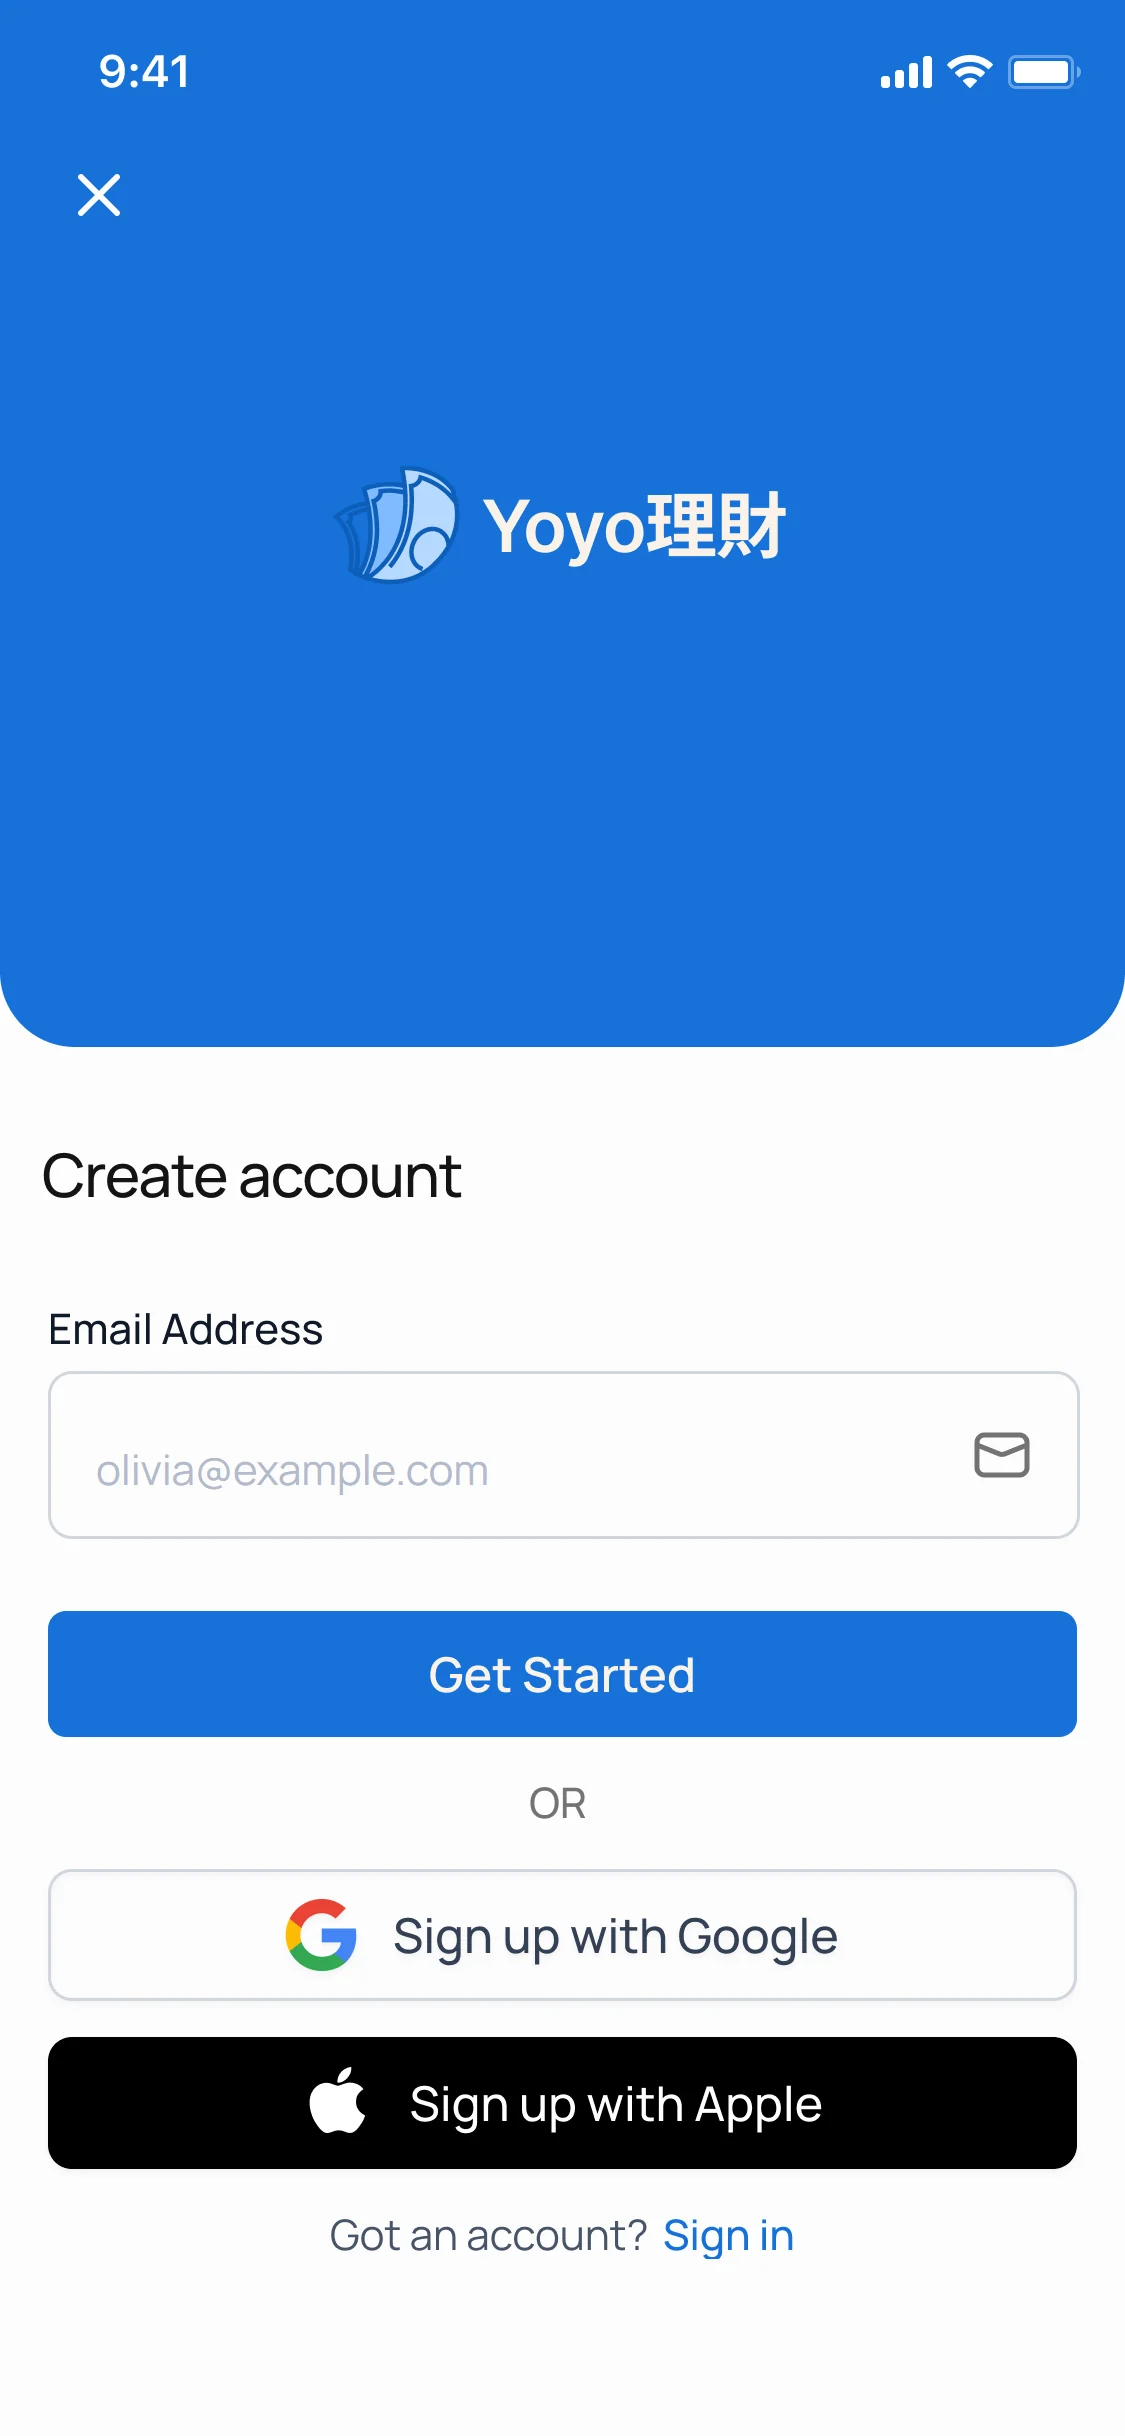 9:41
Yoyo理財
Create account
Email Address
olivia@example.com
Get Started
OR
Sign up with Google
Sign up with Apple
Got an account? Sign in